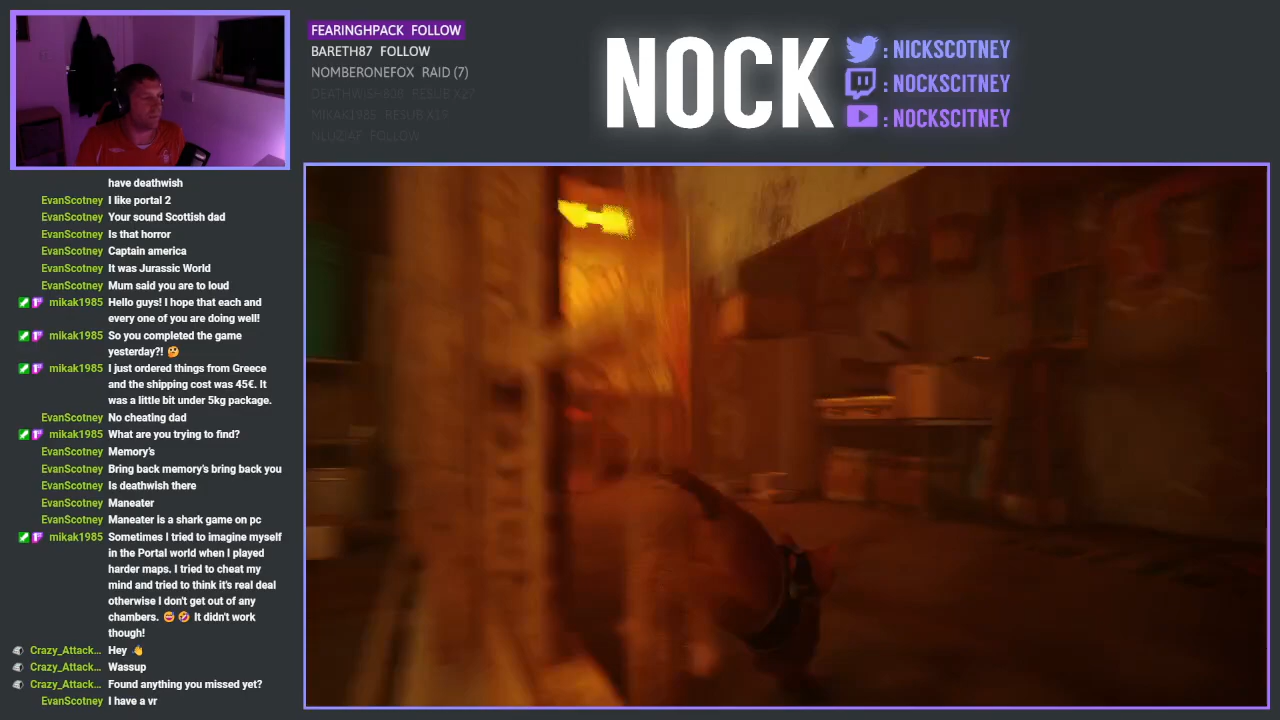 FEARINGHPACK FOLLOW
BARETH87 FOLLOW
NOMBERONEFOX RAID (7)
DEATHWISH808 RESUB X27
MIKAK1985 RESUB X19
FOLLOW
NOCK
: NICKSCOTNEY
: NOCKSCITNEY
: NOCKSCITNEY
have deathwish
EvanScotney I like portal 2
EvanScotney Your sound Scottish dad
EvanScotney Is that horror
EvanScotney Captain america
EvanScotney It was Jurassic World
EvanScotney Mum said you are to loud
mikak1985 Hello guys! I hope that each and
every one of you are doing well!
mikak1985 So you completed the game
yesterday?! 🤔
mikak1985 I just ordered things from Greece
and the shipping cost was 45€. It
was a little bit under 5kg package.
EvanScotney No cheating dad
mikak1985 What are you trying to find?
EvanScotney Memory's
EvanScotney Bring back memory's bring back you
EvanScotney Is deathwish there
EvanScotney Maneater
EvanScotney Maneater is a shark game on pc
mikak1985 Sometimes I tried to imagine myself
in the Portal world when I played
harder maps. I tried to cheat my
mind and tried to think it's real deal
otherwise I don't get out of any
chambers. 😅 🤣 It didn't work
though!
Crazy_Attack... Hey 👋
Crazy_Attack... Wassup
Crazy_Attack... Found anything you missed yet?
EvanScotney I have a vr